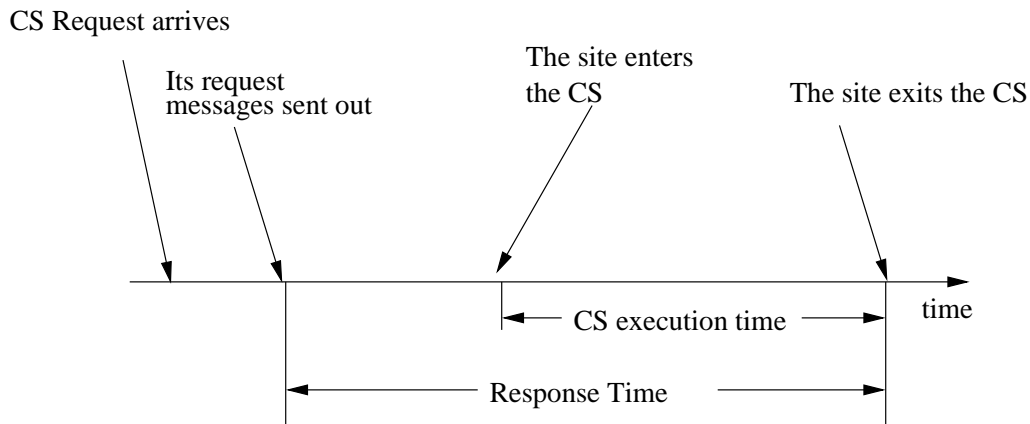 CS Request arrives
Its request
messages sent out
The site enters
the CS
The site exits the CS
time
CS execution time
Response Time